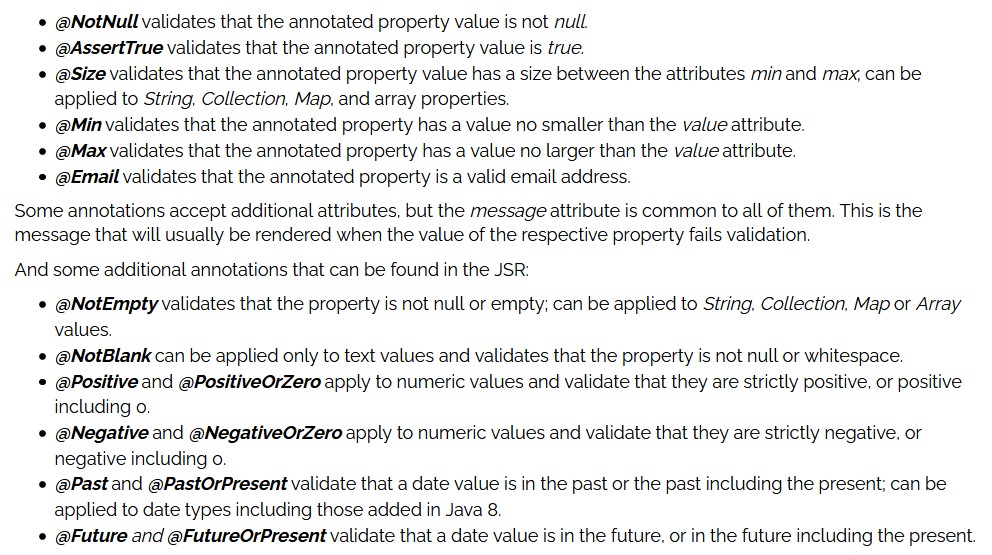 • @NotNull validates that the annotated property value is not null.
• @AssertTrue validates that the annotated property value is true.
• @Size validates that the annotated property value has a size between the attributes min and max; can be
applied to String, Collection, Map, and array properties.
• @Min validates that the annotated property has a value no smaller than the value attribute.
• @Max validates that the annotated property has a value no larger than the value attribute.
• @Email validates that the annotated property is a valid email address.
Some annotations accept additional attributes, but the message attribute is common to all of them. This is the
message that will usually be rendered when the value of the respective property fails validation.
And some additional annotations that can be found in the JSR:
• @NotEmpty validates that the property is not null or empty; can be applied to String, Collection, Map or Array
values.
• @NotBlank can be applied only to text values and validates that the property is not null or whitespace.
• @Positive and @PositiveOrZero apply to numeric values and validate that they are strictly positive, or positive
including 0.
• @Negative and @NegativeOrZero apply to numeric values and validate that they are strictly negative, or
negative including 0.
• @Past and @PastOrPresent validate that a date value is in the past or the past including the present; can be
applied to date types including those added in Java 8.
• @Future and @FutureOrPresent validate that a date value is in the future, or in the future including the present.